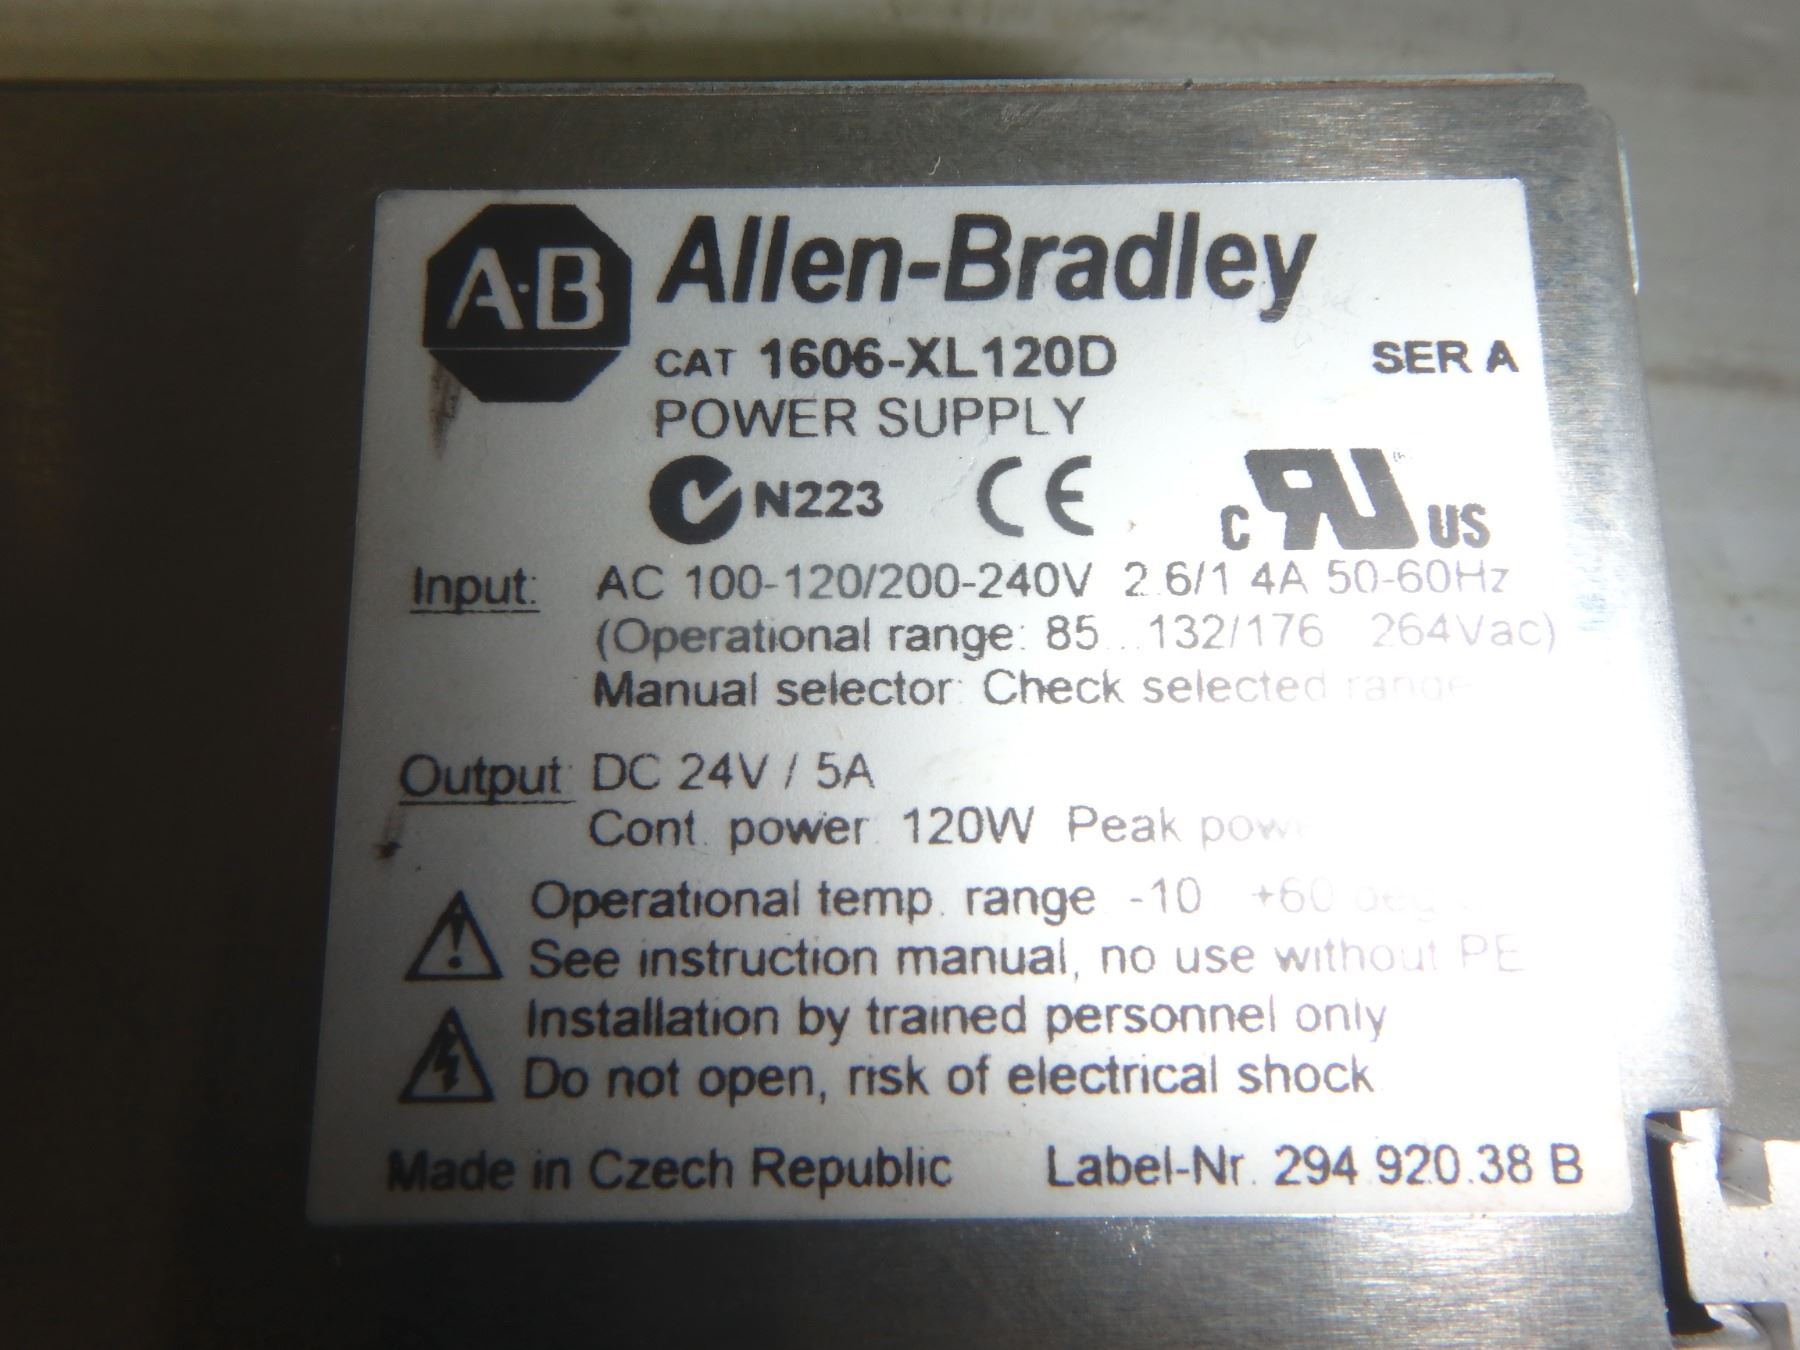 A-B Allen-Bradley
CAT 1606-XL120D SER A
POWER SUPPLY
N223 CE C RU US
Input: AC 100-120/200-240V 2.6/1.4A 50-60Hz
(Operational range: 85...132/176 264Vac)
Manual selector: Check selected range
Output: DC 24V / 5A
Cont. power: 120W Peak
Operational temp. range -10 +60 deg
See instruction manual, no use without PE
Installation by trained personnel only
Do not open, risk of electrical shock
Made in Czech Republic Label-Nr. 294.920.38 B